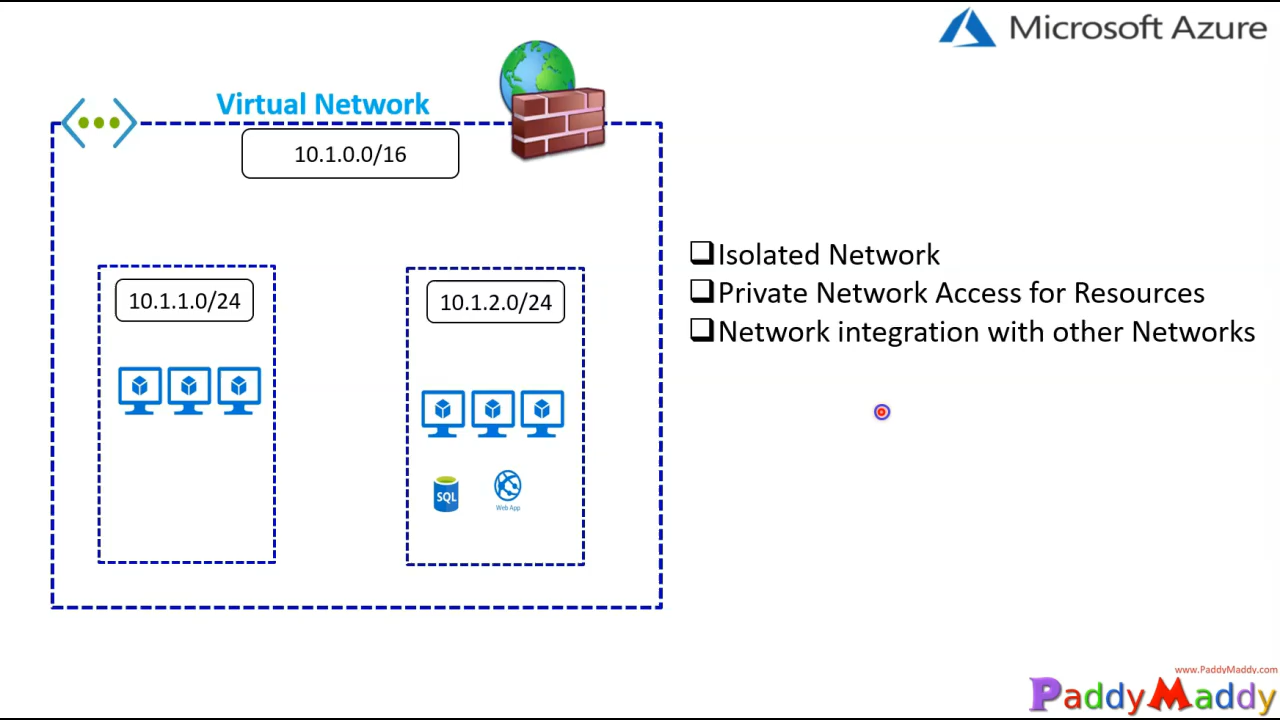 Microsoft Azure
Virtual Network
10.1.0.0/16
10.1.1.0/24
10.1.2.0/24
SQL
Web App
Isolated Network
Private Network Access for Resources
Network integration with other Networks
www.PaddyMaddy.com
PaddyMaddy